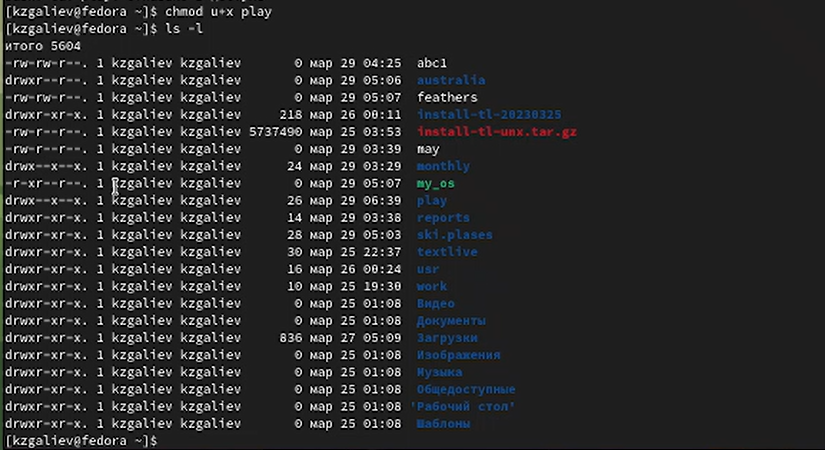 [kzgaliev@fedora ~]$ chmod u+x play
[kzgaliev@fedora ~]$ ls -l
итого 5604
-rw-rw-r--. 1 kzgaliev kzgaliev 0 мар 29 04:25 abc1
drwxr--r--. 1 kzgaliev kzgaliev 0 мар 29 05:06 australia
-rw-rw-r--. 1 kzgaliev kzgaliev 0 мар 29 05:07 feathers
drwxr-xr-x. 1 kzgaliev kzgaliev 218 мар 26 00:11 install-tl-20230325
-rw-r--r--. 1 kzgaliev kzgaliev 5737490 мар 25 03:53 install-tl-unx.tar.gz
-rw-r--r--. 1 kzgaliev kzgaliev 0 мар 29 03:39 may
drwx--x--x. 1 kzgaliev kzgaliev 24 мар 29 03:29 monthly
-r-xr--r--. 1 kzgaliev kzgaliev 0 мар 29 05:07 my_os
drwx--x--x. 1 kzgaliev kzgaliev 26 мар 29 06:39 play
drwxr-xr-x. 1 kzgaliev kzgaliev 14 мар 29 03:38 reports
drwxr-xr-x. 1 kzgaliev kzgaliev 28 мар 29 05:03 ski.plases
drwxr-xr-x. 1 kzgaliev kzgaliev 30 мар 25 22:37 textlive
drwxr-xr-x. 1 kzgaliev kzgaliev 16 мар 26 00:24 usr
drwxr-xr-x. 1 kzgaliev kzgaliev 10 мар 25 19:30 work
drwxr-xr-x. 1 kzgaliev kzgaliev 0 мар 25 01:08 Видео
drwxr-xr-x. 1 kzgaliev kzgaliev 0 мар 25 01:08 Документы
drwxr-xr-x. 1 kzgaliev kzgaliev 836 мар 27 05:09 Загрузки
drwxr-xr-x. 1 kzgaliev kzgaliev 0 мар 25 01:08 Изображения
drwxr-xr-x. 1 kzgaliev kzgaliev 0 мар 25 01:08 Музыка
drwxr-xr-x. 1 kzgaliev kzgaliev 0 мар 25 01:08 Общедоступные
drwxr-xr-x. 1 kzgaliev kzgaliev 0 мар 25 01:08 'Рабочий стол'
drwxr-xr-x. 1 kzgaliev kzgaliev 0 мар 25 01:08 Шаблоны
[kzgaliev@fedora ~]$